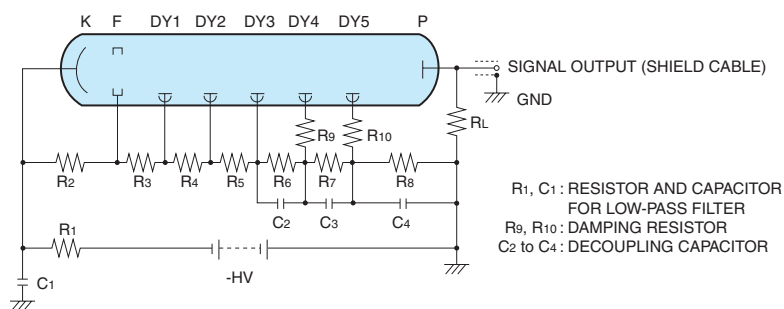 K F DY1 DY2 DY3 DY4 DY5 P
SIGNAL OUTPUT (SHIELD CABLE)
GND
R9 R10 RL
R2 R3 R4 R5 R6 R7 R8
C2 C3 C4
R1
-HV
C1
R1, C1 : RESISTOR AND CAPACITOR
FOR LOW-PASS FILTER
R9, R10 : DAMPING RESISTOR
C2 to C4 : DECOUPLING CAPACITOR